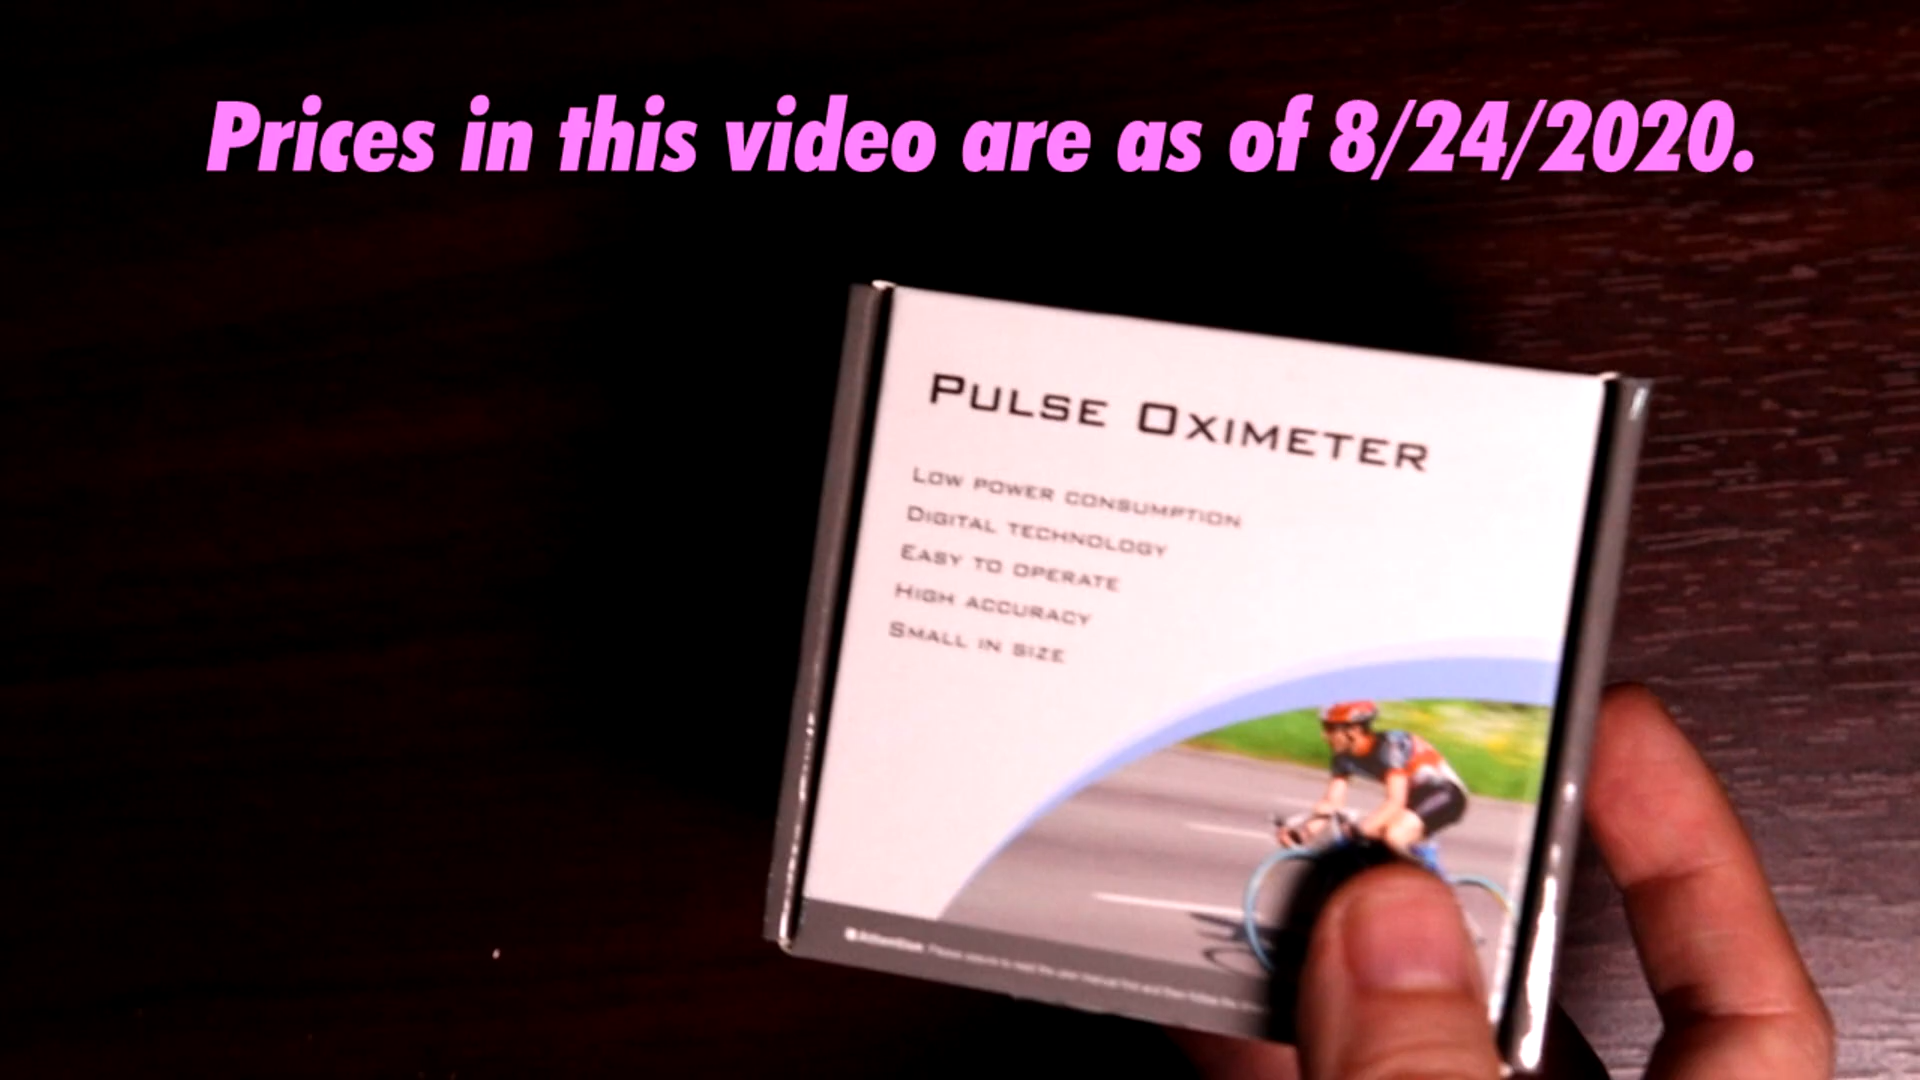 Prices in this video are as of 8/24/2020.
Pulse Oximeter
Low power consumption
Digital technology
Easy to operate
High accuracy
Small in size
Attention